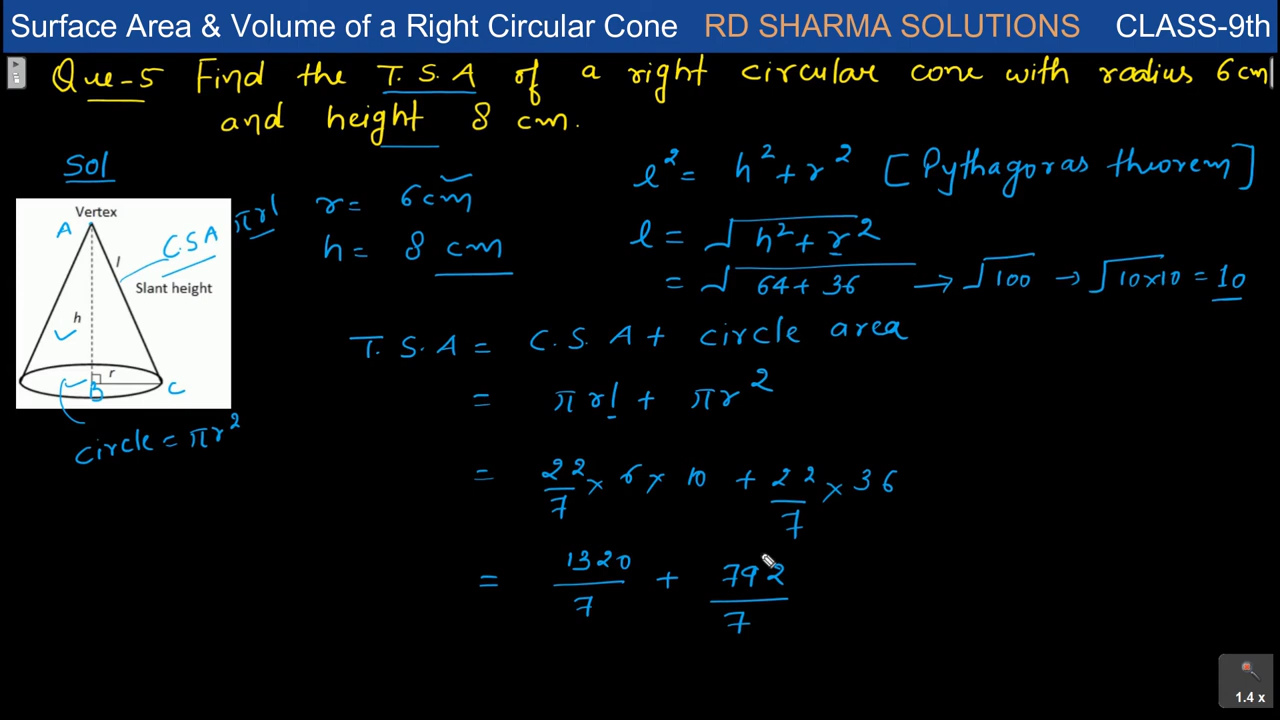 Surface Area & Volume of a Right Circular Cone RD SHARMA SOLUTIONS CLASS-9th
Que-5 Find the T.S.A of a right circular cone with radius 6cm
and height 8 cm.
Sol
r = 6cm
h = 8 cm
Vertex
A
C.S.A πrl
l
Slant height
h
r
B
C
circle = πr²
l² = h² + r² [Pythagoras theorem]
l = √h² + r²
= √64 + 36 → √100 → √10×10 = 10
T.S.A = C.S.A + circle area
= πrl + πr²
= 22/7 × 6 × 10 + 22/7 × 36
= 1320/7 + 792/7
1.4 x